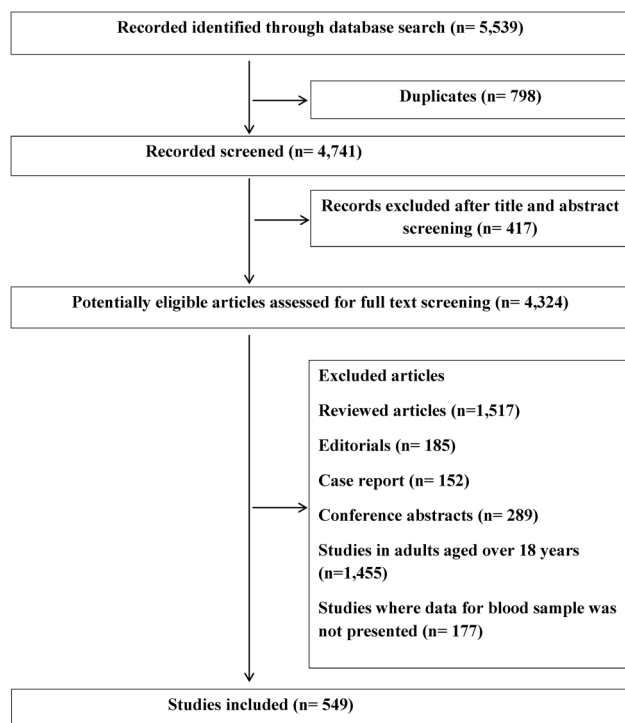 Recorded identified through database search (n= 5,539)
Duplicates (n= 798)
Recorded screened (n= 4,741)
Records excluded after title and abstract
screening (n= 417)
Potentially eligible articles assessed for full text screening (n= 4,324)
Excluded articles
Reviewed articles (n=1,517)
Editorials (n= 185)
Case report (n= 152)
Conference abstracts (n= 289)
Studies in adults aged over 18 years
(n=1,455)
Studies where data for blood sample was
not presented (n= 177)
Studies included (n= 549)